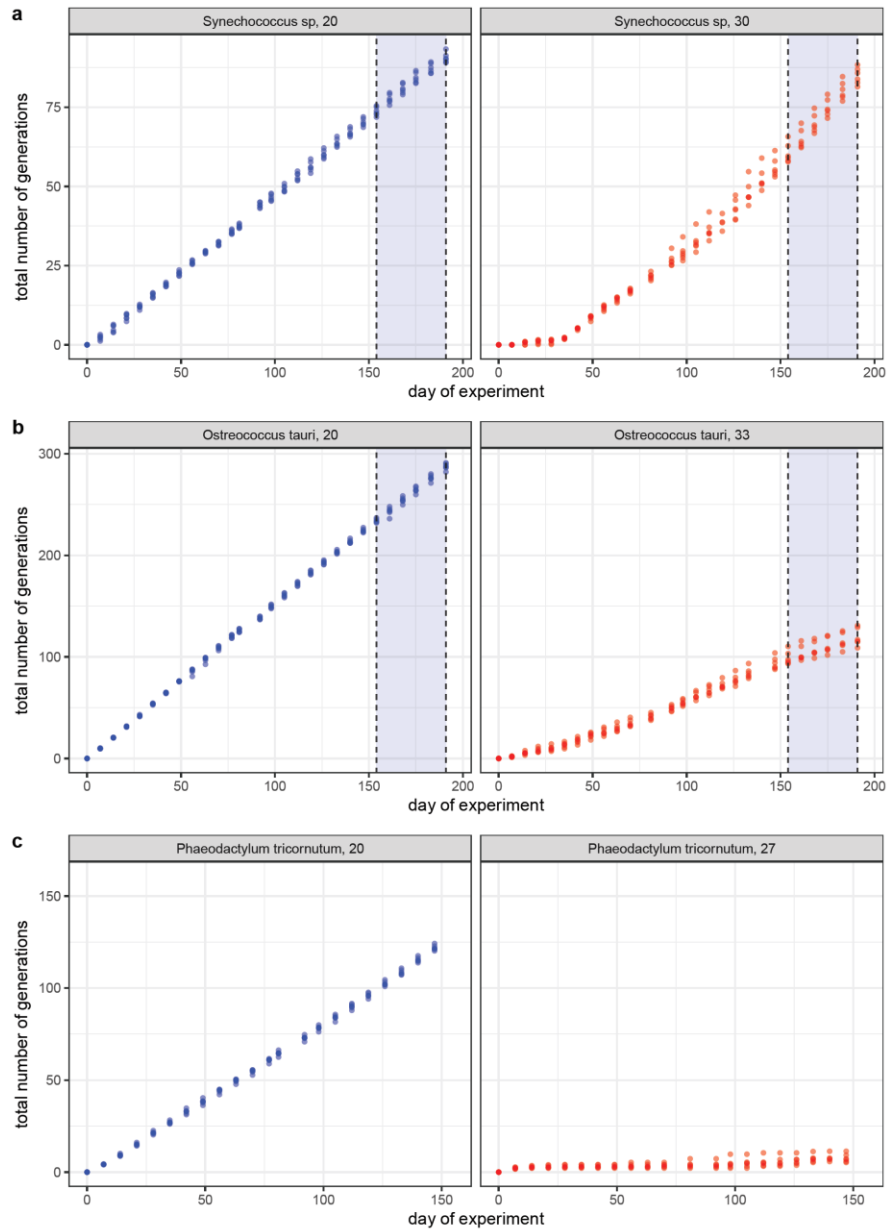 a
Synechococcus sp, 20
Synechococcus sp, 30
total number of generations
75
50
25
0
0 50 100 150 200
0 50 100 150 200
day of experiment
b
Ostreococcus tauri, 20
Ostreococcus tauri, 33
total number of generations
300
200
100
0
0 50 100 150 200
0 50 100 150 200
day of experiment
c
Phaeodactylum tricornutum, 20
Phaeodactylum tricornutum, 27
total number of generations
150
100
50
0
0 50 100 150
0 50 100 150
day of experiment